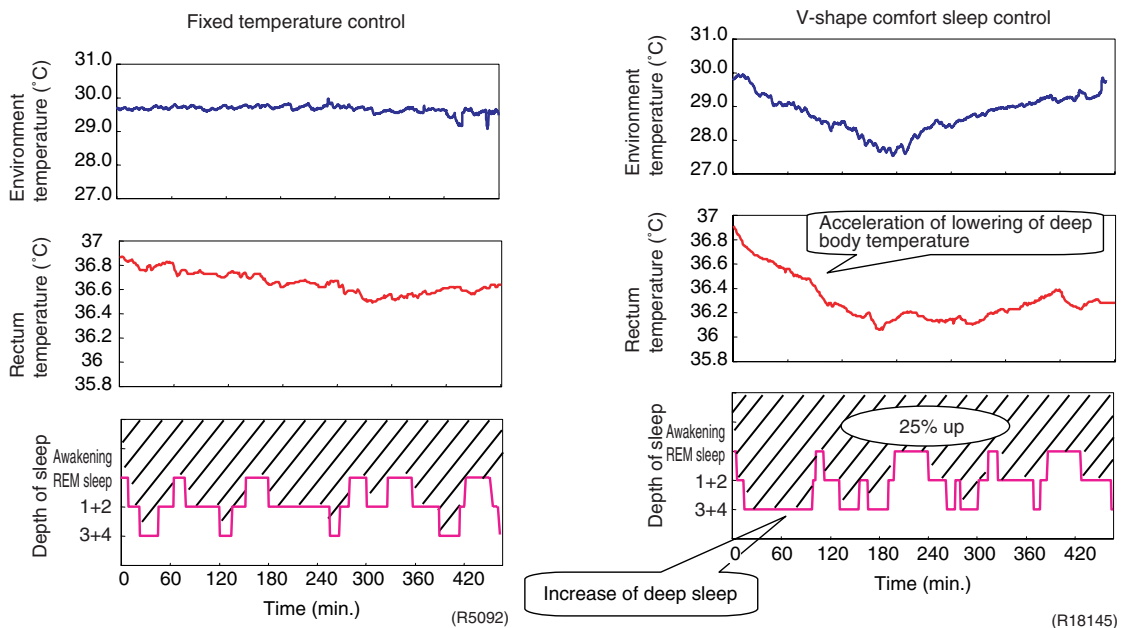 Fixed temperature control
Environment
temperature (˚C)
31.0
30.0
29.0
28.0
27.0
Rectum
temperature (˚C)
37
36.8
36.6
36.4
36.2
36
35.8
Depth of sleep
Awakening
REM sleep
1+2
3+4
0 60 120 180 240 300 360 420
Time (min.)
(R5092)
V-shape comfort sleep control
Environment
temperature (˚C)
31.0
30.0
29.0
28.0
27.0
Rectum
temperature (˚C)
37
36.8
36.6
36.4
36.2
36
35.8
Acceleration of lowering of deep
body temperature
Depth of sleep
Awakening
REM sleep
1+2
3+4
25% up
0 60 120 180 240 300 360 420
Time (min.)
Increase of deep sleep
(R18145)